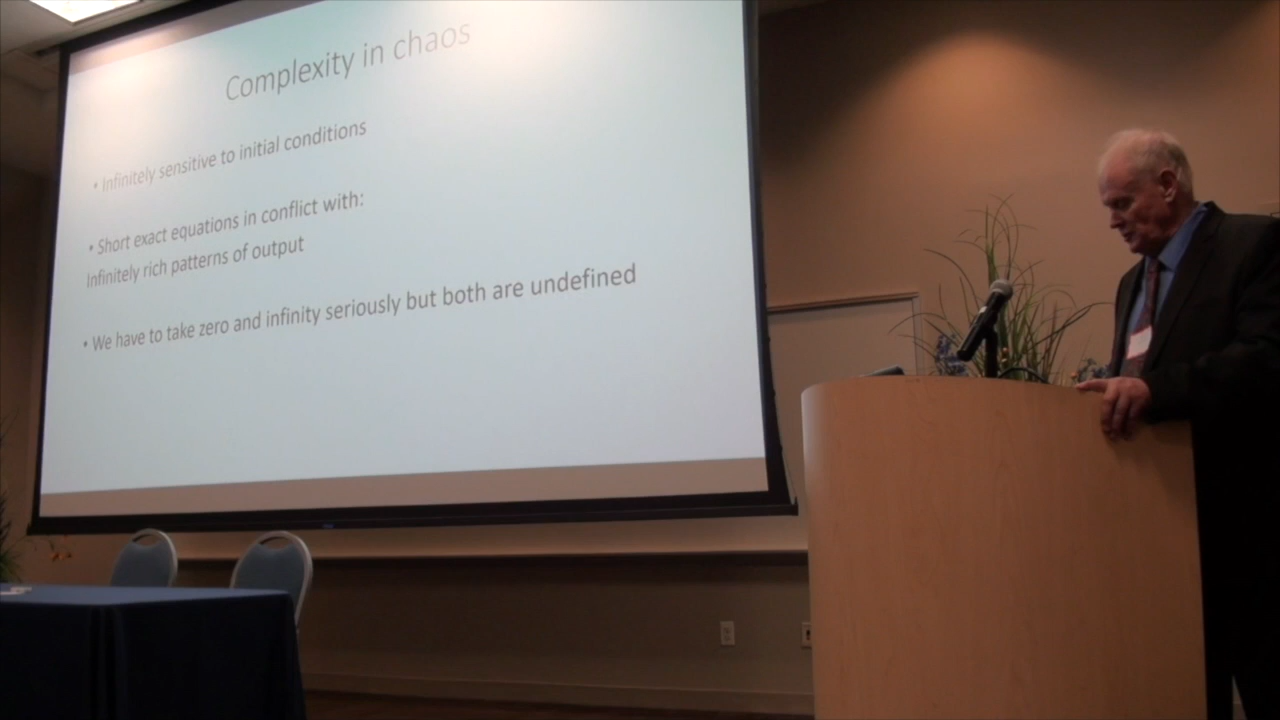 Complexity in chaos
• Infinitely sensitive to initial conditions
• Short exact equations in conflict with:
Infinitely rich patterns of output
• We have to take zero and infinity seriously but both are undefined